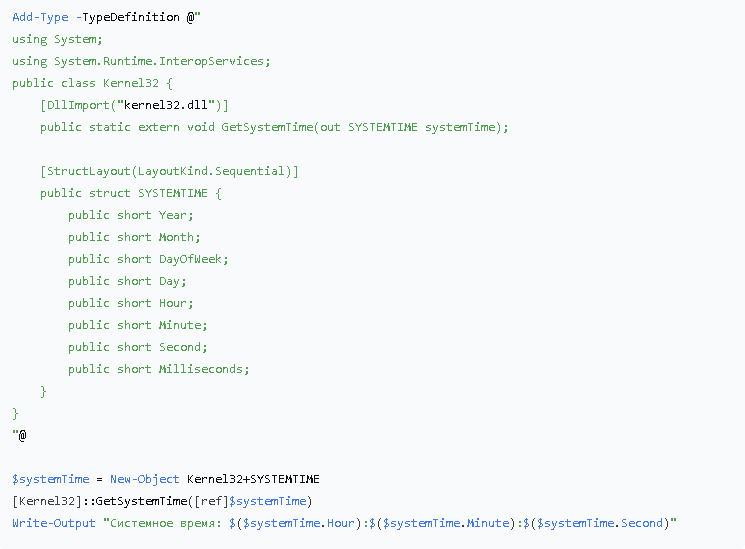 Add-Type -TypeDefinition @"
using System;
using System.Runtime.InteropServices;
public class Kernel32 {
    [DllImport("kernel32.dll")]
    public static extern void GetSystemTime(out SYSTEMTIME systemTime);

    [StructLayout(LayoutKind.Sequential)]
    public struct SYSTEMTIME {
        public short Year;
        public short Month;
        public short DayOfWeek;
        public short Day;
        public short Hour;
        public short Minute;
        public short Second;
        public short Milliseconds;
    }
}
"@

$systemTime = New-Object Kernel32+SYSTEMTIME
[Kernel32]::GetSystemTime([ref]$systemTime)
Write-Output "Системное время: $($systemTime.Hour):$($systemTime.Minute):$($systemTime.Second)"